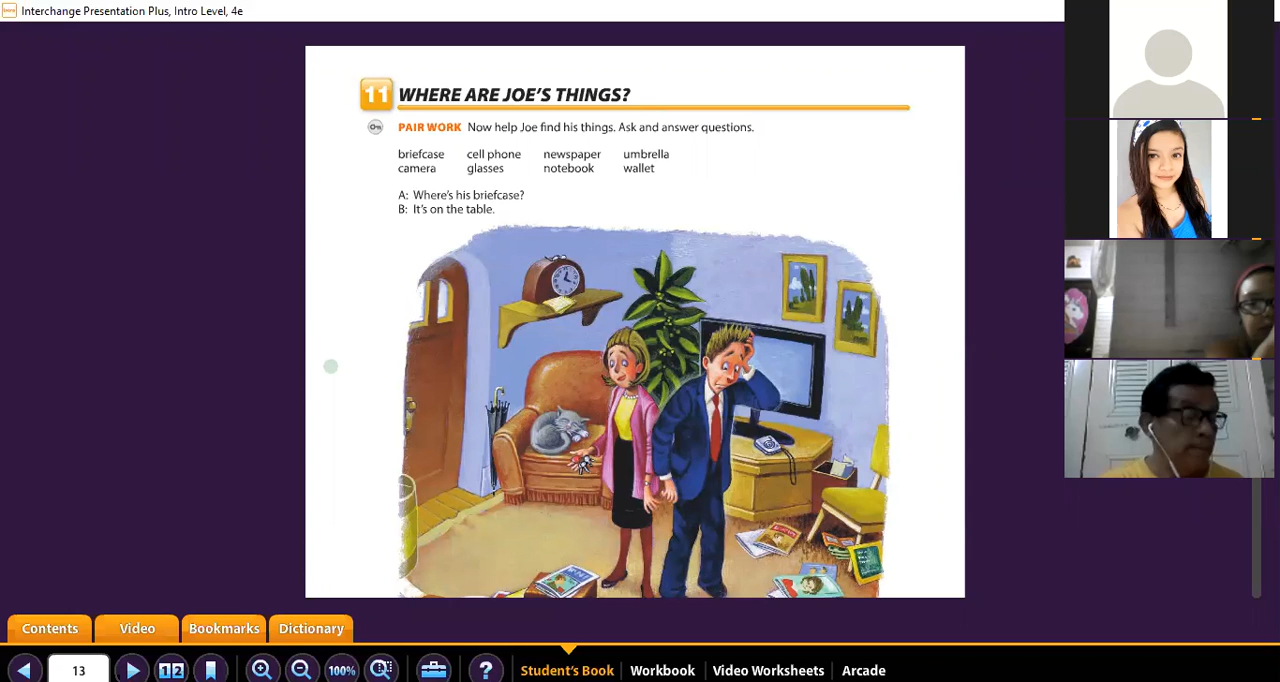 Interchange Presentation Plus, Intro Level, 4e
11 WHERE ARE JOE'S THINGS?
PAIR WORK Now help Joe find his things. Ask and answer questions.
briefcase cell phone newspaper umbrella
camera glasses notebook wallet
A: Where's his briefcase?
B: It's on the table.
Contents Video Bookmarks Dictionary
13 12 100% ? Student's Book Workbook Video Worksheets Arcade